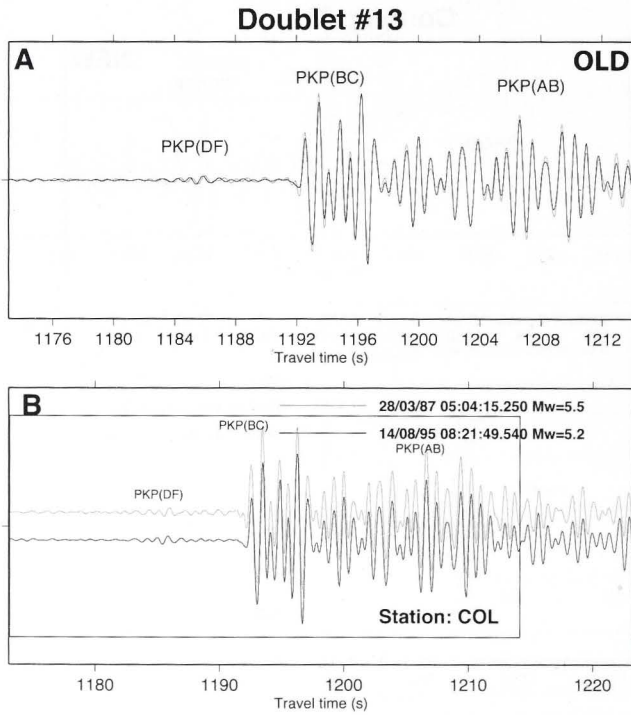 Doublet #13
A
OLD
PKP(BC)
PKP(AB)
PKP(DF)
1176 1180 1184 1188 1192 1196 1200 1204 1208 1212
Travel time (s)
B
28/03/87 05:04:15.250 Mw=5.5
PKP(BC)
14/08/95 08:21:49.540 Mw=5.2
PKP(AB)
PKP(DF)
Station: COL
1180 1190 1200 1210 1220
Travel time (s)